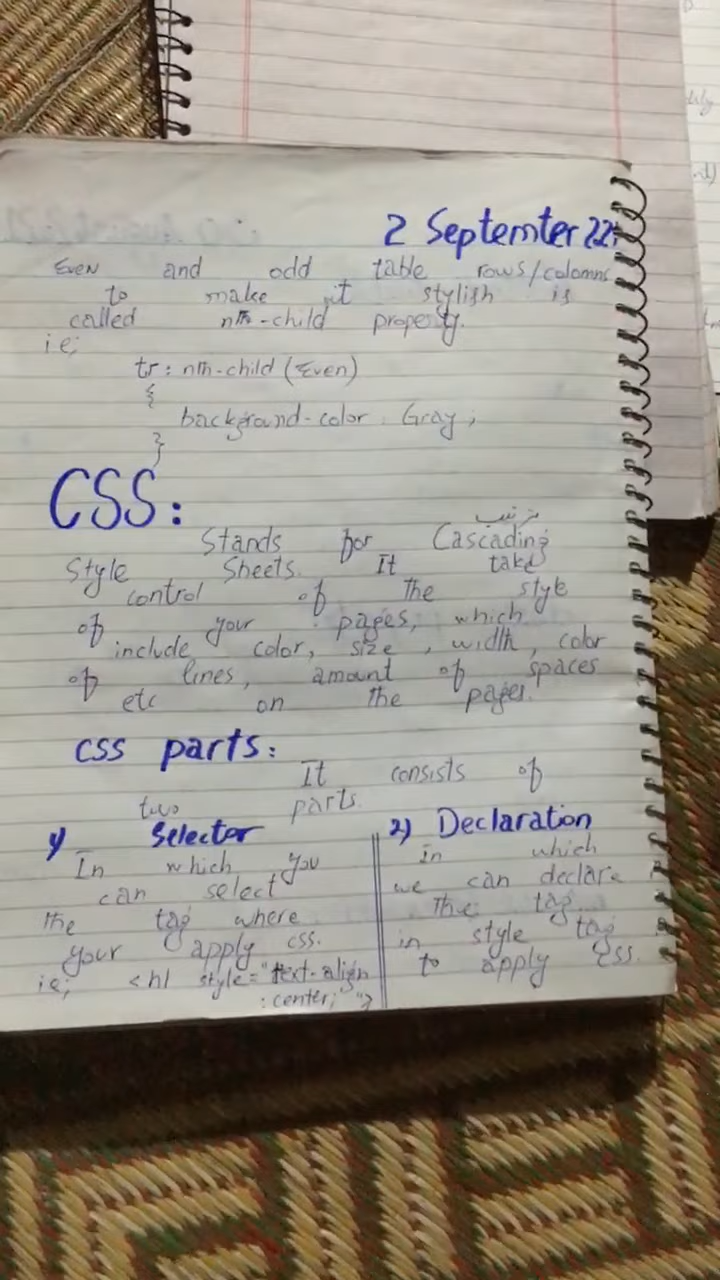 2 Septemter 22:
Even and odd table rows/colomns
to make it stylish is
called nth-child property.
ie;
tr: nth-child (Even)
{
background-color: Gray;
}
CSS:
ترتیب
Stands for Cascading
Style Sheets. It take
control of the style
of your pages, which
include color, size, width, color
of lines, amount of spaces
etc on the pages.
css parts:
It consists of
two parts.
1) Selector
In which you
can select
the tag where
your apply css.
ie; <h1 style="text-align
:center;">
2) Declaration
in which
we can declare
the tag
in style tag
to apply css.